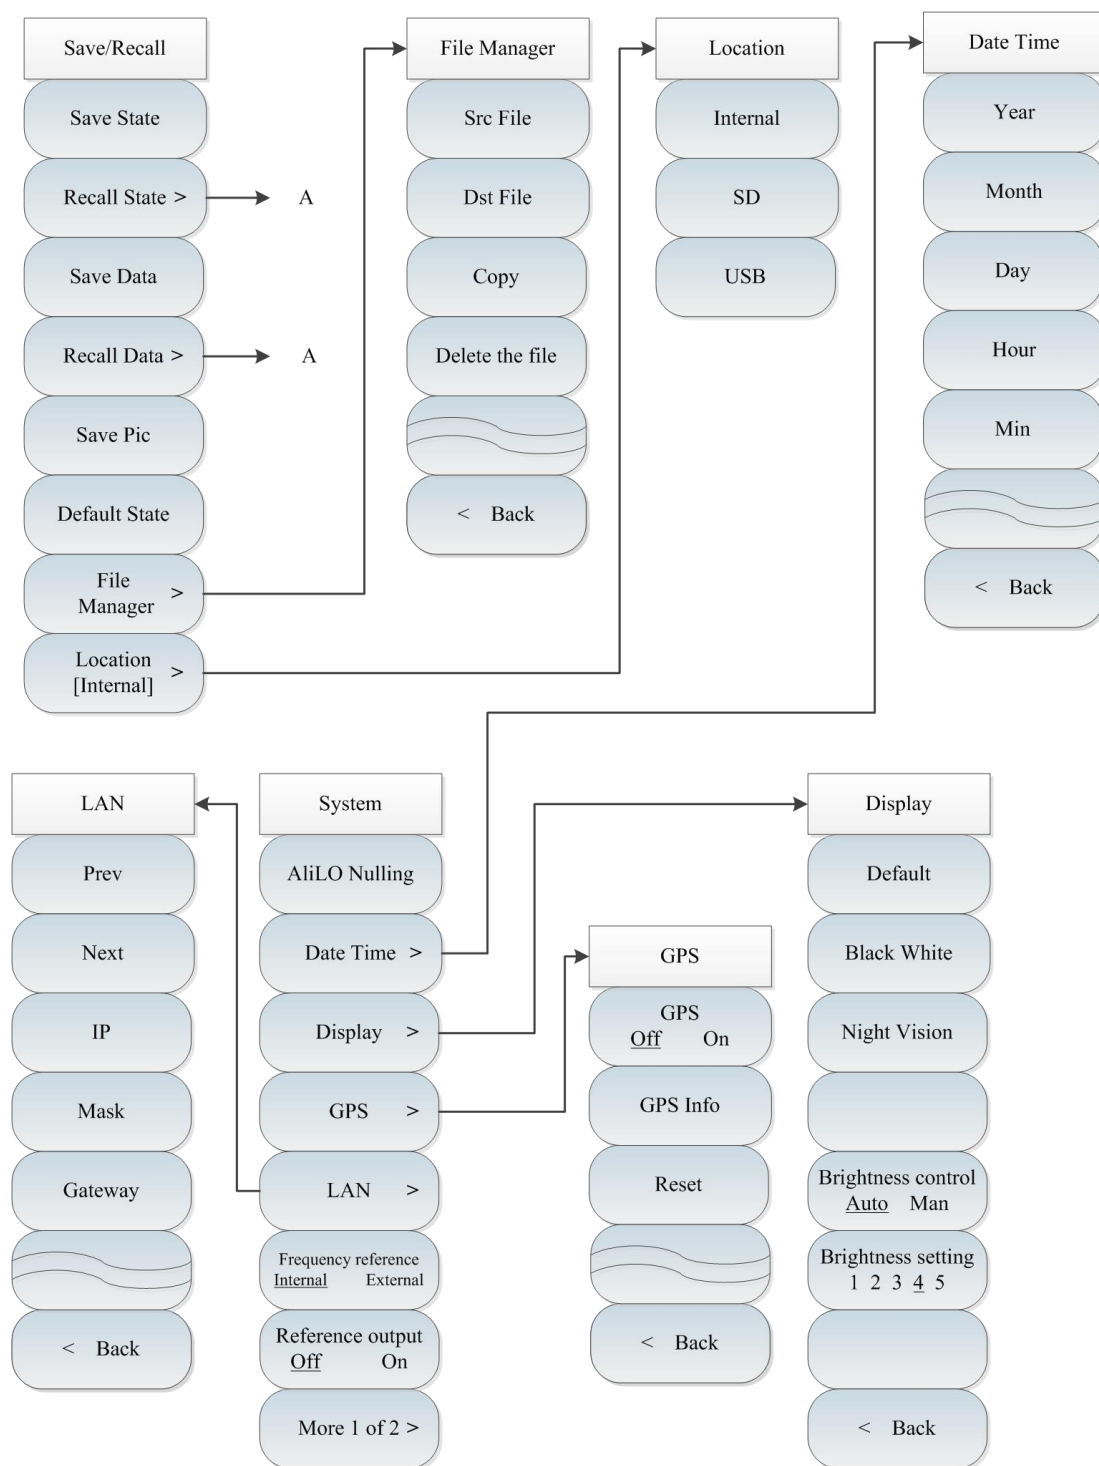 Save/Recall
Save State
Recall State >
A
Save Data
Recall Data >
A
Save Pic
Default State
File
Manager >
Location
[Internal] >
File Manager
Src File
Dst File
Copy
Delete the file
< Back
Location
Internal
SD
USB
Date Time
Year
Month
Day
Hour
Min
< Back
LAN
Prev
Next
IP
Mask
Gateway
< Back
System
AliLO Nulling
Date Time >
Display >
GPS >
LAN >
Frequency reference
Internal External
Reference output
Off On
More 1 of 2 >
GPS
GPS
Off On
GPS Info
Reset
< Back
Display
Default
Black White
Night Vision
Brightness control
Auto Man
Brightness setting
1 2 3 4 5
< Back